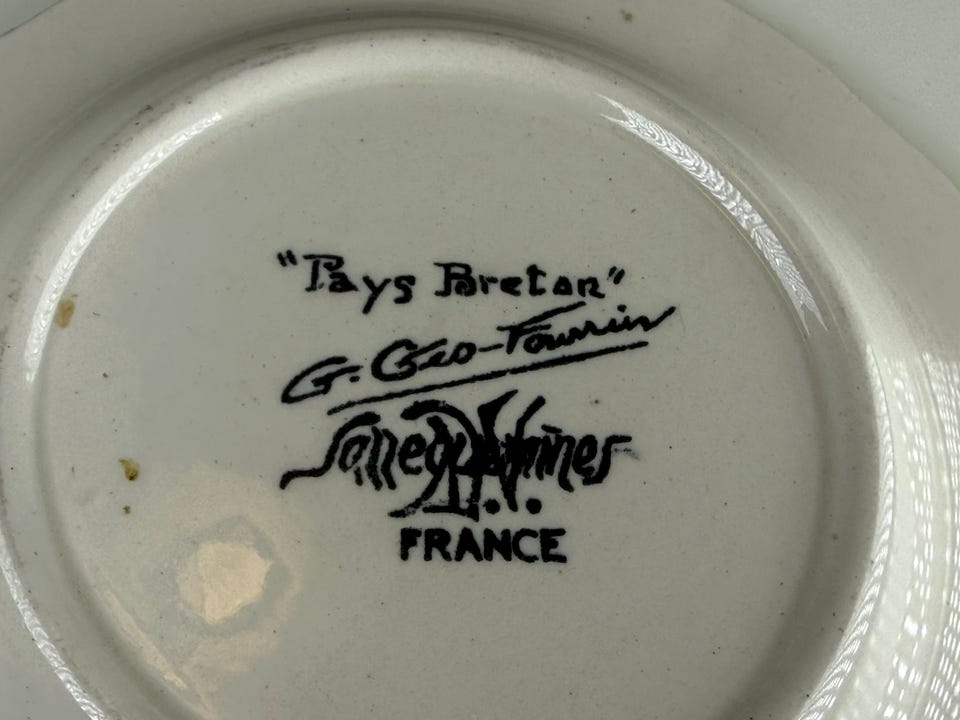 "Pays Breton"
G. Géo-Fourrier
Sarreguemines
D.V.
FRANCE